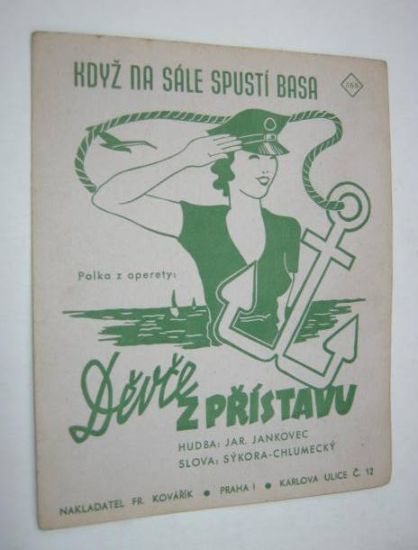 KDYŽ NA SÁLE SPUSTÍ BASA
Polka z operety:
Děvče
Z PŘÍSTAVU
HUDBA: JAR. JANKOVEC
SLOVA: SÝKORA-CHLUMECKÝ
NAKLADATEL FR. KOVÁŘÍK • PRAHA I • KARLOVA ULICE Č. 12